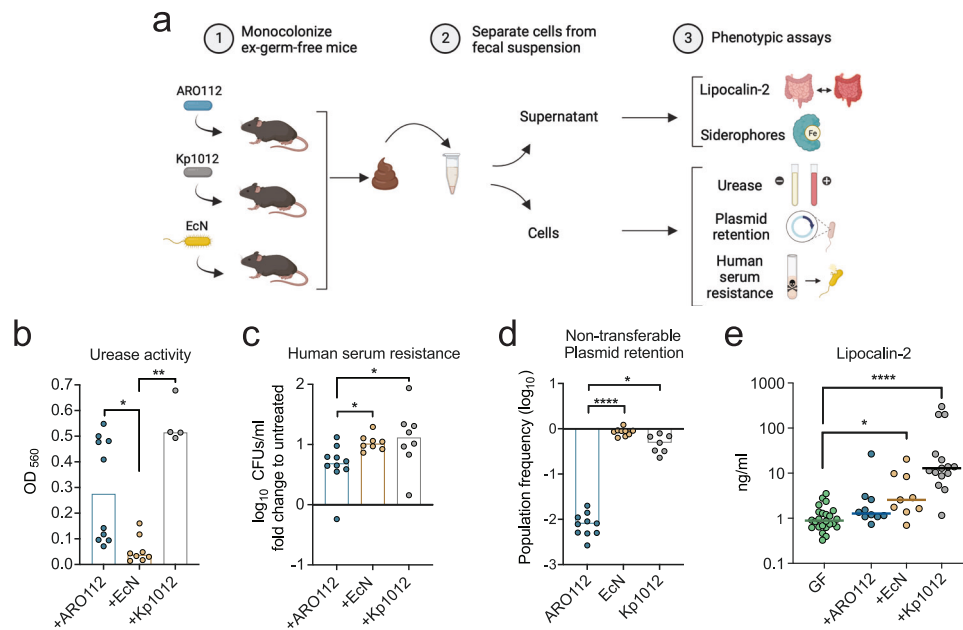 a
1 Monocolonize
ex-germ-free mice
2 Separate cells from
fecal suspension
3 Phenotypic assays
ARO112
Kp1012
EcN
Supernatant
Cells
Lipocalin-2
Siderophores
Fe
Urease
Plasmid
retention
Human
serum
resistance
b
Urease activity
* **
OD560
0.7
0.6
0.5
0.4
0.3
0.2
0.1
0.0
+ARO112
+EcN
+Kp1012
c
Human serum resistance
*
*
log10 CFUs/ml
fold change to untreated
2
1
0
1
+ARO112
+EcN
+Kp1012
d
Non-transferable
Plasmid retention
*
****
Population frequency (log10)
1
0
-1
-2
-3
ARO112
EcN
Kp1012
e
Lipocalin-2
****
*
ng/ml
1000
100
10
1
0.1
GF
+ARO112
+EcN
+Kp1012